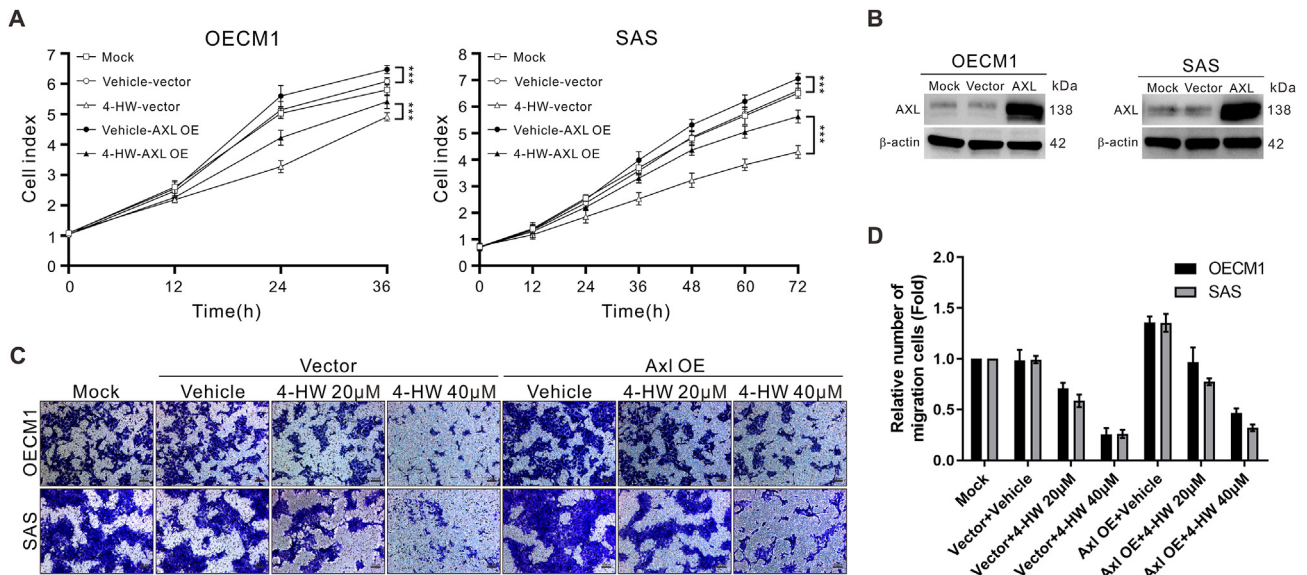 A
OECM1
Cell index
7
6
5
4
3
2
1
0
0 12 24 36
Time(h)
Mock
Vehicle-vector
4-HW-vector
Vehicle-AXL OE
4-HW-AXL OE
***
***
SAS
Cell index
8
7
6
5
4
3
2
1
0
0 12 24 36 48 60 72
Time(h)
Mock
Vehicle-vector
4-HW-vector
Vehicle-AXL OE
4-HW-AXL OE
***
***
B
OECM1
Mock Vector AXL kDa
AXL 138
β-actin 42
SAS
Mock Vector AXL kDa
AXL 138
β-actin 42
C
Vector Axl OE
Mock Vehicle 4-HW 20μM 4-HW 40μM Vehicle 4-HW 20μM 4-HW 40μM
OECM1
SAS
D
Relative number of
migration cells (Fold)
2.0
1.5
1.0
0.5
0.0
OECM1
SAS
Mock
Vector+Vehicle
Vector+4-HW 20μM
Vector+4-HW 40μM
Axl OE+Vehicle
Axl OE+4-HW 20μM
Axl OE+4-HW 40μM